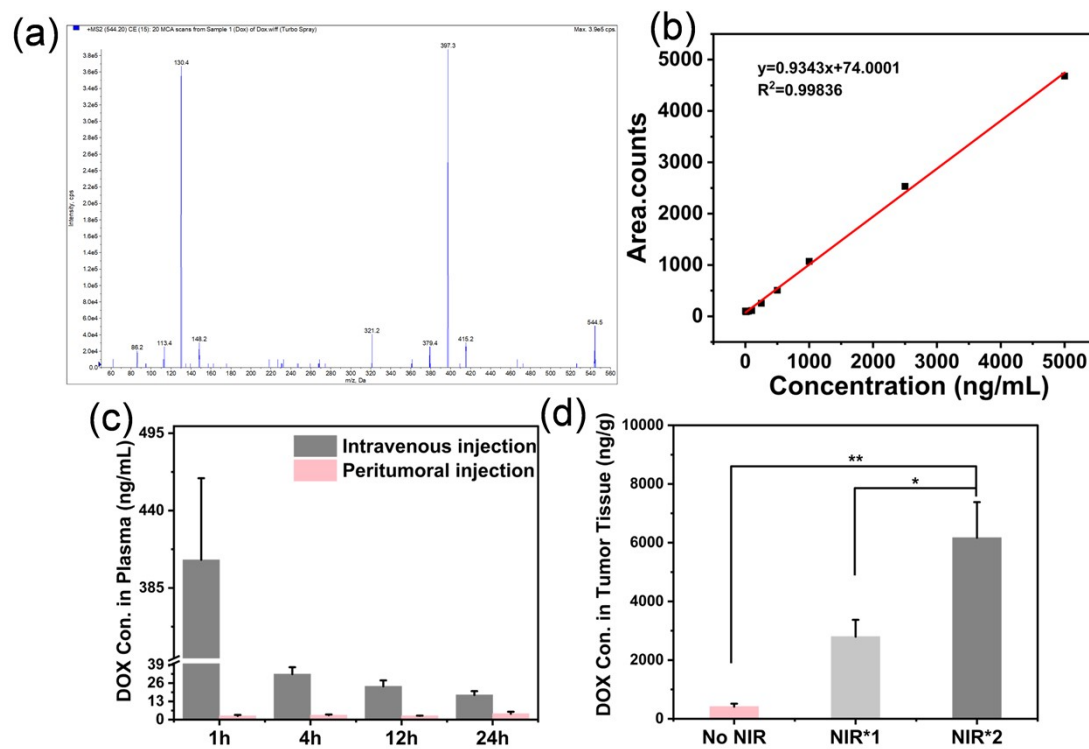 (a)
+MS2 (544.20) CE (15): 20 MCA scans from Sample 1 (Dox) of Dox.wiff (Turbo Spray)
Max. 3.9e5 cps.
Intensity, cps
3.8e5
3.6e5
3.4e5
3.2e5
3.0e5
2.8e5
2.6e5
2.4e5
2.2e5
2.0e5
1.8e5
1.6e5
1.4e5
1.2e5
1.0e5
8.0e4
6.0e4
4.0e4
2.0e4
0.0
86.2
113.4
130.4
148.2
321.2
379.4
397.3
415.2
544.5
60 80 100 120 140 160 180 200 220 240 260 280 300 320 340 360 380 400 420 440 460 480 500 520 540 560
m/z, Da
(b)
y=0.9343x+74.0001
R²=0.99836
Area.counts
5000
4000
3000
2000
1000
0
0 1000 2000 3000 4000 5000
Concentration (ng/mL)
(c)
Intravenous injection
Peritumoral injection
DOX Con. in Plasma (ng/mL)
495
440
385
39
26
13
0
1h 4h 12h 24h
(d)
DOX Con. in Tumor Tissue (ng/g)
10000
8000
6000
4000
2000
0
**
*
No NIR NIR*1 NIR*2